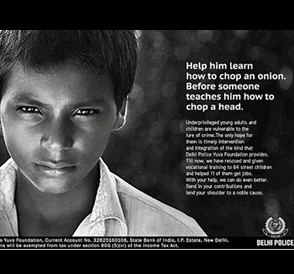 Help him learn
how to chop an onion.
Before someone
teaches him how to
chop a head.
Underprivileged young adults and
children are vulnerable to the
lure of crime. The only hope for
them is timely intervention
and integration of the kind that
Delhi Police Yuva Foundation provides.
Till now, we have rescued and given
vocational training to 64 street children
and helped 11 of them get jobs.
With your help, we can do even better.
Send in your contributions and
lend your shoulder to a noble cause.
e Yuva Foundation, Current Account No. 32825160108, State Bank of India, I.P. Estate, New Delhi.
ns will be exempted from tax under section 80G (5)(vi) of the Income Tax Act.
DELHI POLICE